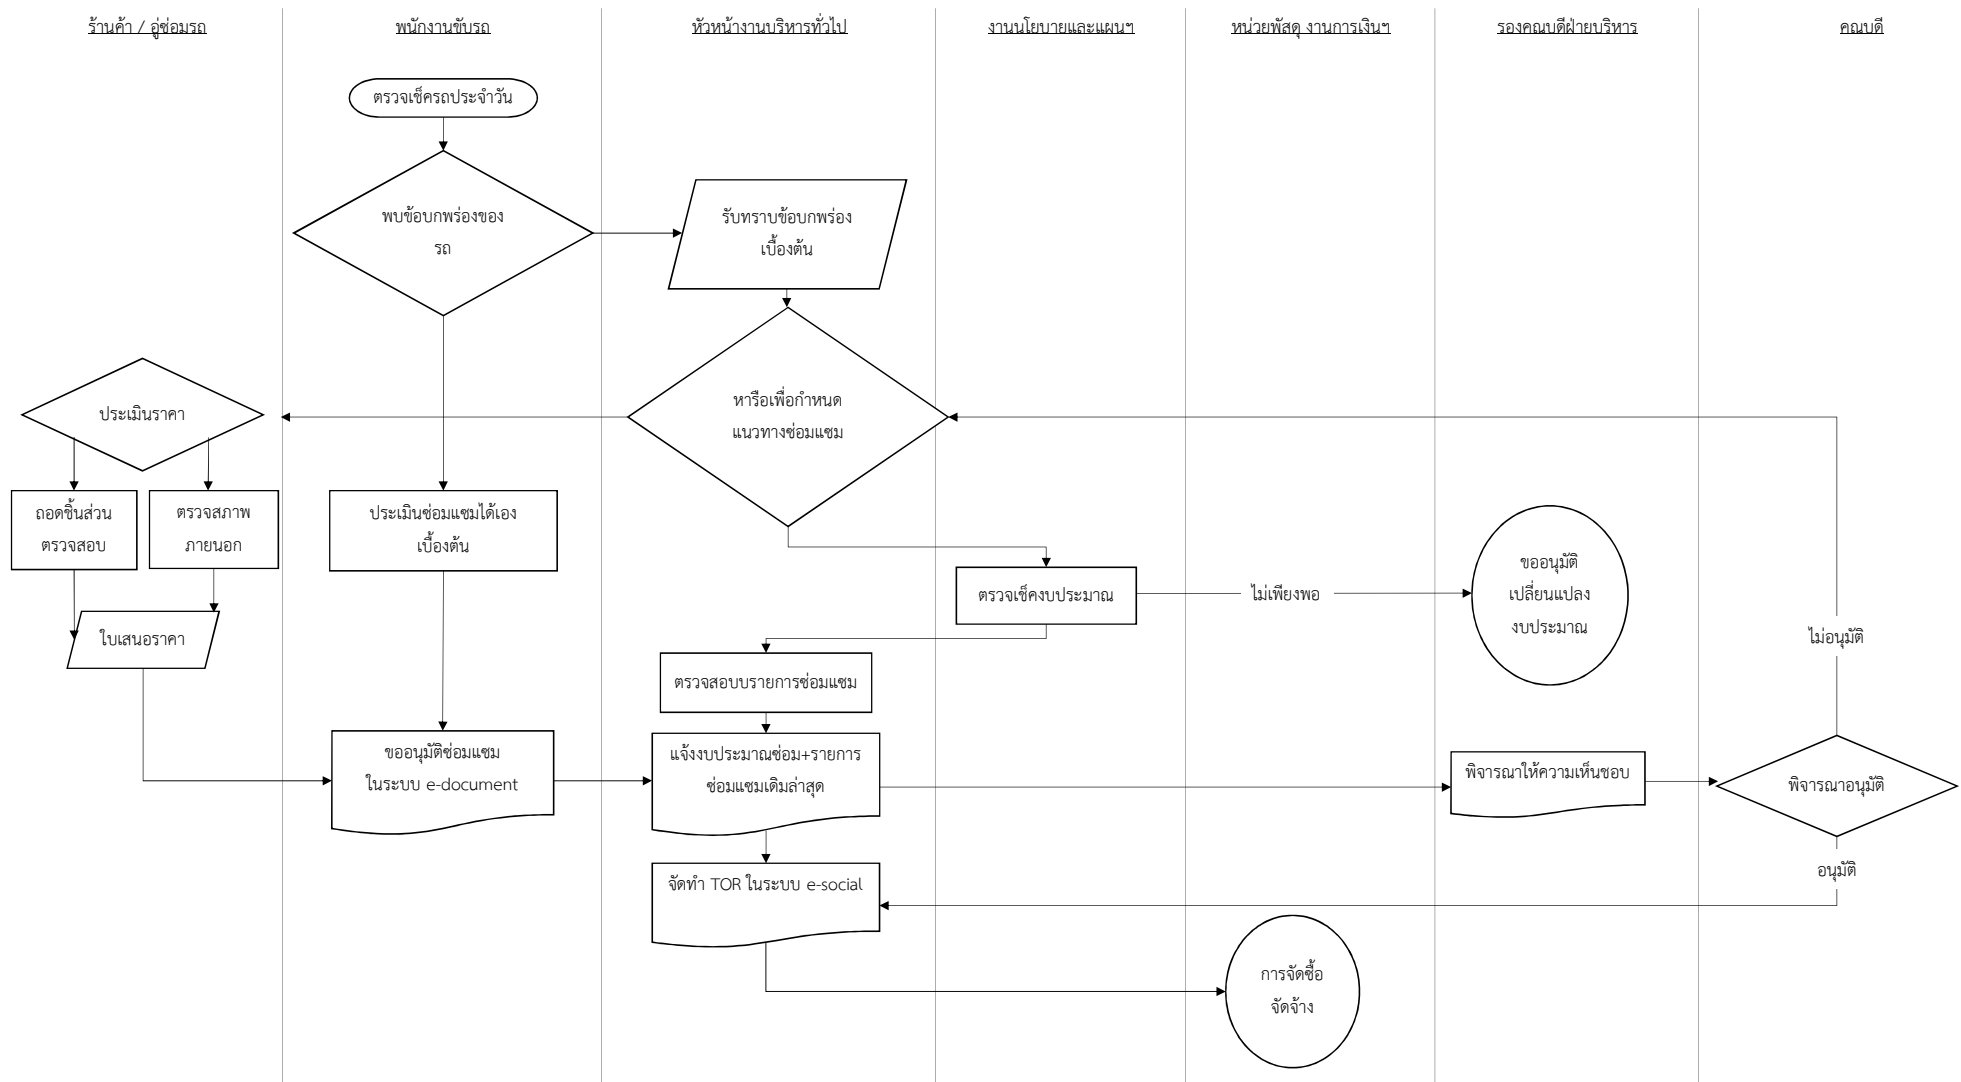 ร้านค้า / อู่ซ่อมรถ
พนักงานขับรถ
หัวหน้างานบริหารทั่วไป
งานนโยบายและแผนฯ
หน่วยพัสดุ งานการเงินฯ
รองคณบดีฝ่ายบริหาร
คณบดี
ตรวจเช็ครถประจำวัน
พบข้อบกพร่องของ
รถ
รับทราบข้อบกพร่อง
เบื้องต้น
ประเมินราคา
หารือเพื่อกำหนด
แนวทางซ่อมแซม
ถอดชิ้นส่วน
ตรวจสอบ
ตรวจสภาพ
ภายนอก
ประเมินซ่อมแซมได้เอง
เบื้องต้น
ตรวจเช็คงบประมาณ
ไม่เพียงพอ
ขออนุมัติ
เปลี่ยนแปลง
งบประมาณ
ใบเสนอราคา
ไม่อนุมัติ
ตรวจสอบบรายการซ่อมแซม
ขออนุมัติซ่อมแซม
ในระบบ e-document
แจ้งงบประมาณซ่อม+รายการ
ซ่อมแซมเดิมล่าสุด
พิจารณาให้ความเห็นชอบ
พิจารณาอนุมัติ
อนุมัติ
จัดทำ TOR ในระบบ e-social
การจัดซื้อ
จัดจ้าง